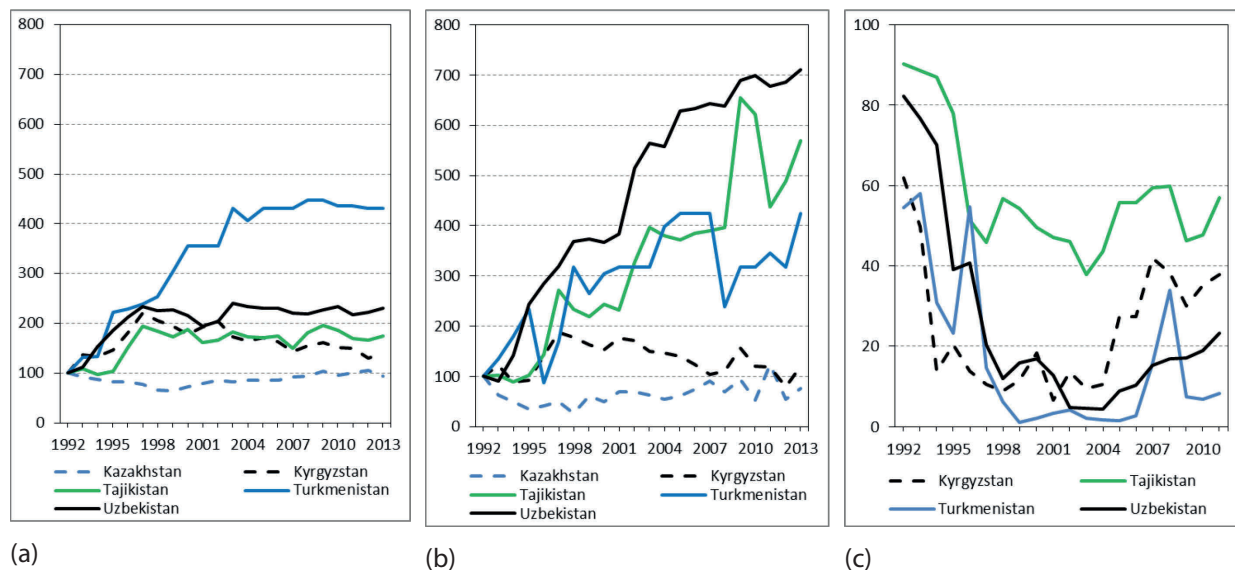 800
700
600
500
400
300
200
100
0
1992 1995 1998 2001 2004 2007 2010 2013
Kazakhstan Kyrgyzstan
Tajikistan Turkmenistan
Uzbekistan
(a)
800
700
600
500
400
300
200
100
0
1992 1995 1998 2001 2004 2007 2010 2013
Kazakhstan Kyrgyzstan
Tajikistan Turkmenistan
Uzbekistan
(b)
100
80
60
40
20
0
1992 1995 1998 2001 2004 2007 2010
Kyrgyzstan Tajikistan
Turkmenistan Uzbekistan
(c)